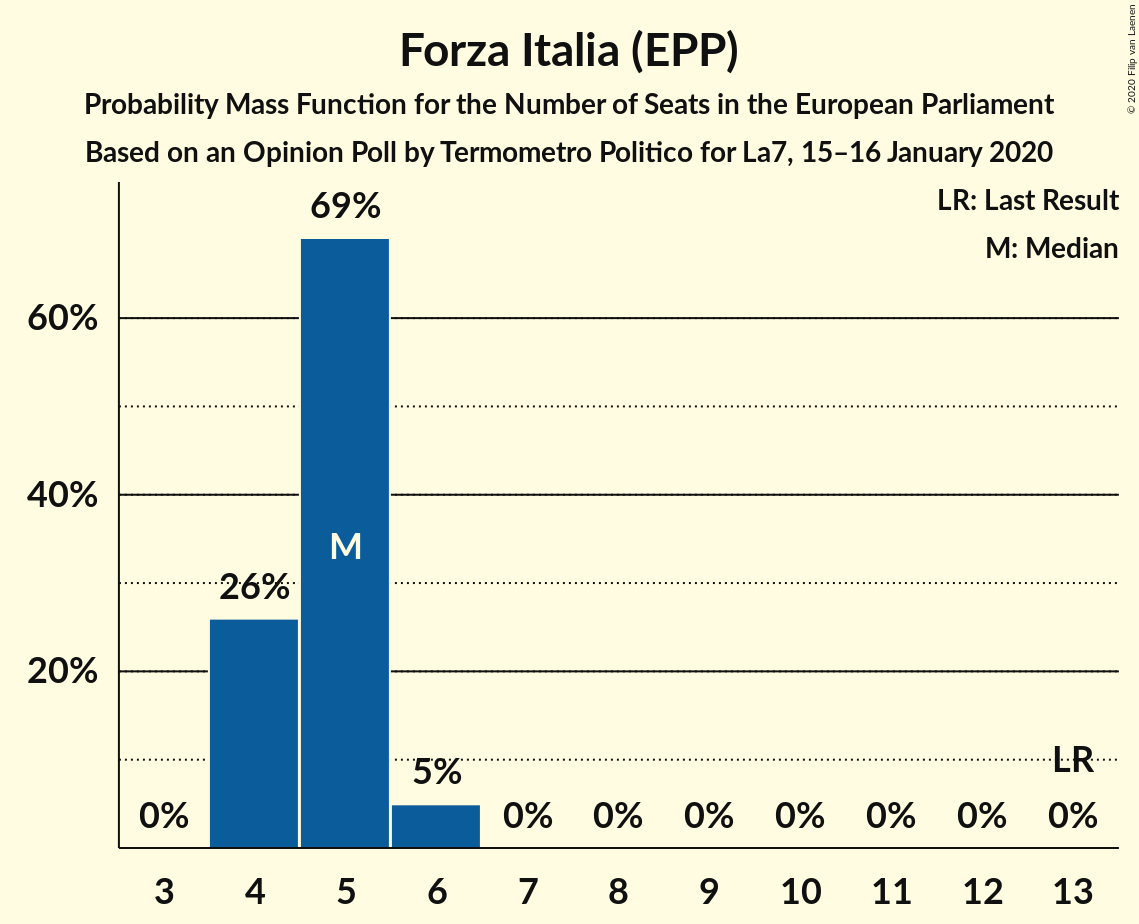 Forza Italia (EPP)
Probability Mass Function for the Number of Seats in the European Parliament
Based on an Opinion Poll by Termometro Politico for La7, 15–16 January 2020
© 2020 Filip van Laenen
LR: Last Result
M: Median
69%
60%
40%
M
26%
20%
LR
5%
0% 0% 0% 0% 0% 0% 0% 0%
3 4 5 6 7 8 9 10 11 12 13